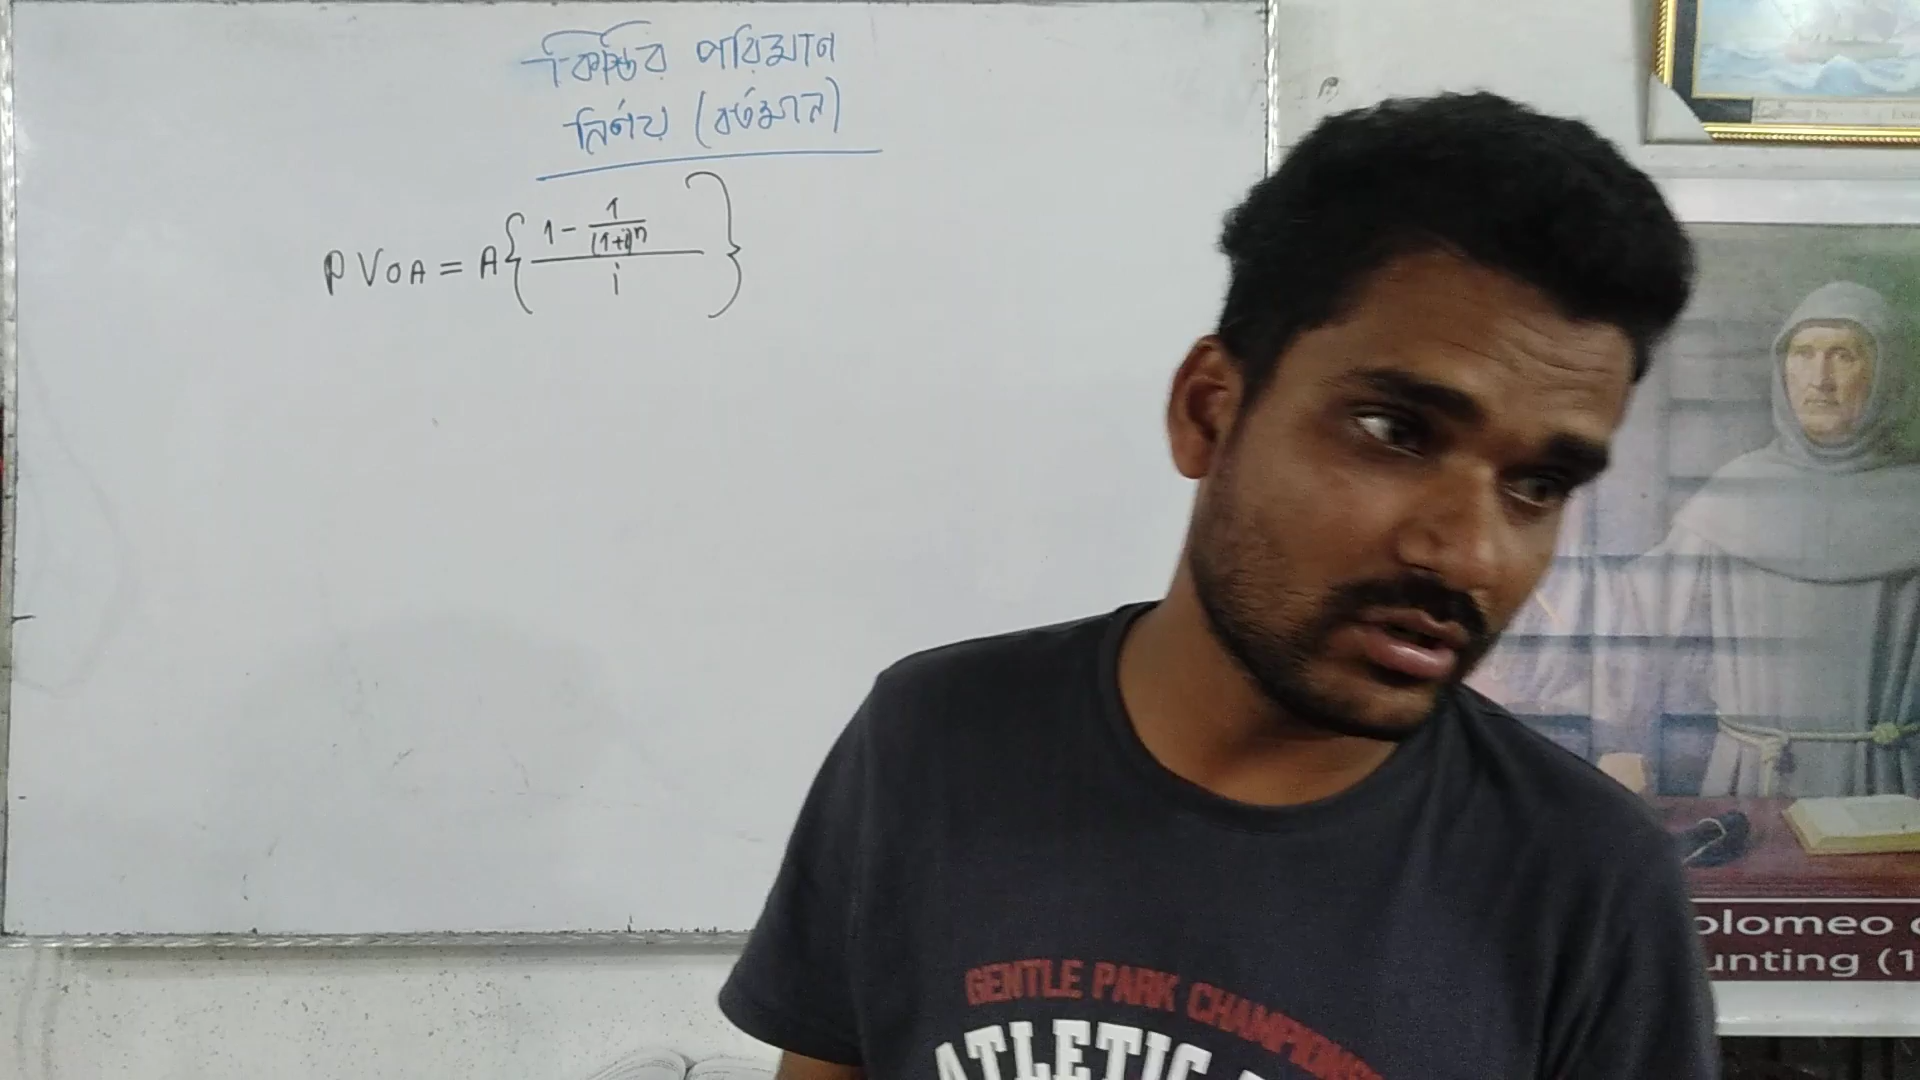 কিস্তির পরিমাণ
নির্ণয় (বর্তমান)
PVOA = A{ (1 - 1/(1+i)^n) / i }
GENTLE PARK CHAMPIONS
ATLETIC
olomeo
unting (1